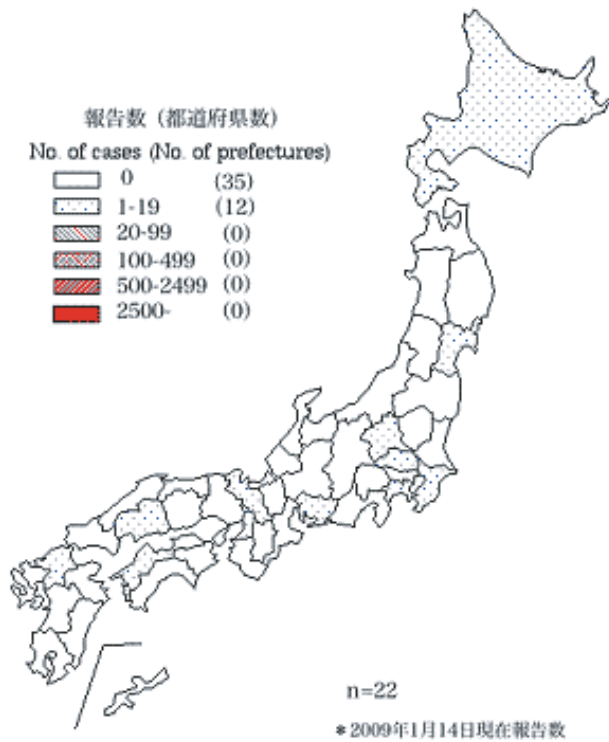 報告数 (都道府県数)
No. of cases (No. of prefectures)
0 (35)
1-19 (12)
20-99 (0)
100-499 (0)
500-2499 (0)
2500- (0)
n=22
*2009年1月14日現在報告数